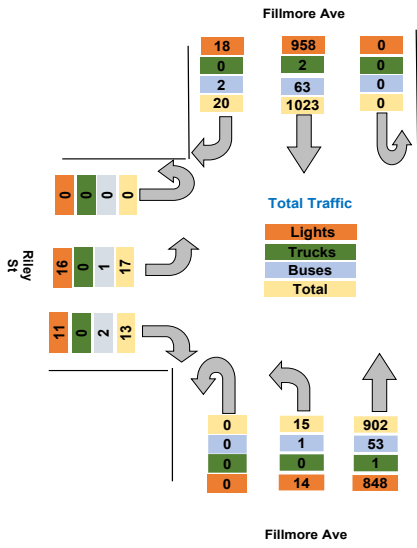 Fillmore Ave
18 958 0
0 2 0
2 63 0
20 1023 0
0 0 0 0
Total Traffic
Lights
Trucks
Buses
Total
Riley St
16 0 1 17
11 0 2 13
0 15 902
0 1 53
0 0 1
0 14 848
Fillmore Ave